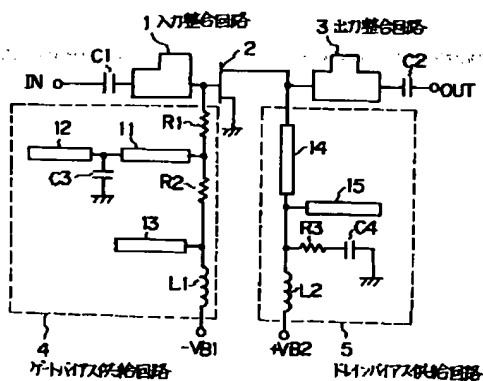 1 入力整合回路
2
3 出力整合回路
C1
C2
IN
OUT
R1
12
11
C3
R2
13
L1
14
15
R3
C4
L2
4
-VB1
+VB2
5
ゲートバイアス供給回路
ドレインバイアス供給回路